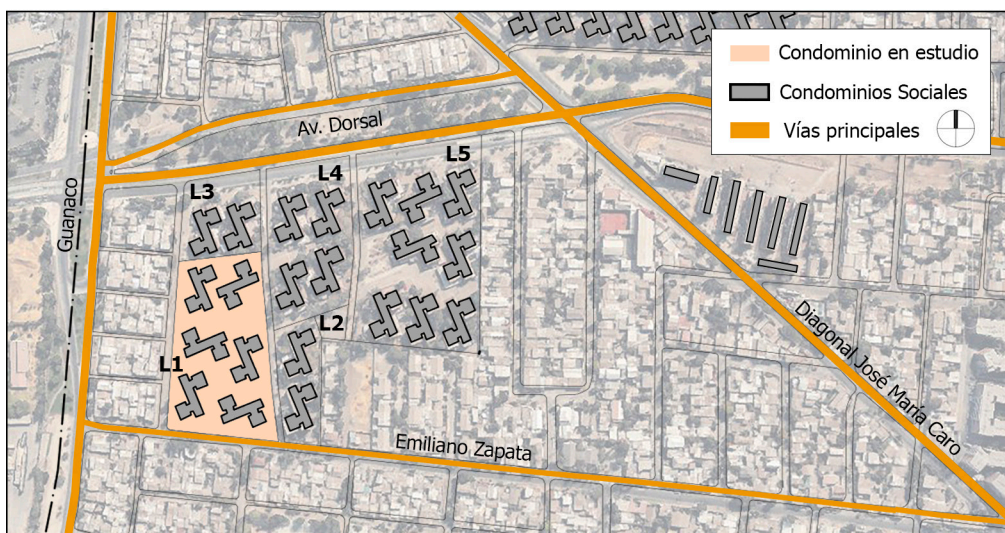 Condominio en estudio
Condominios Sociales
Vías principales
Av. Dorsal
Guanaco
L3
L4
L5
L1
L2
Emiliano Zapata
Diagonal José María Caro